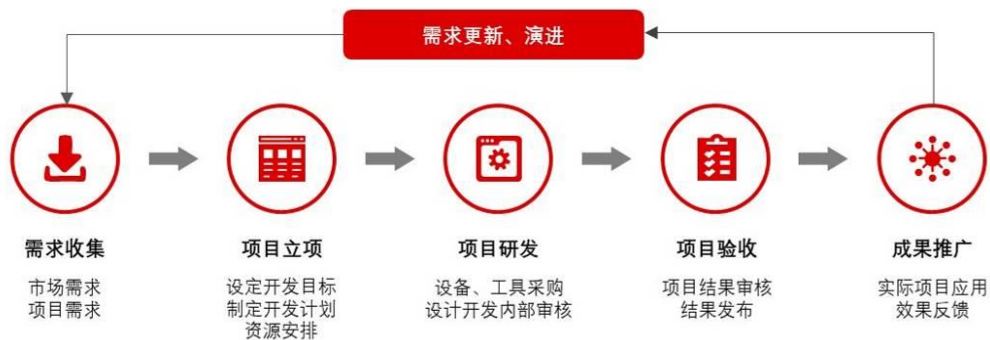 需求更新、演进
需求收集
市场需求
项目需求
项目立项
设定开发目标
制定开发计划
资源安排
项目研发
设备、工具采购
设计开发内部审核
项目验收
项目结果审核
结果发布
成果推广
实际项目应用
效果反馈